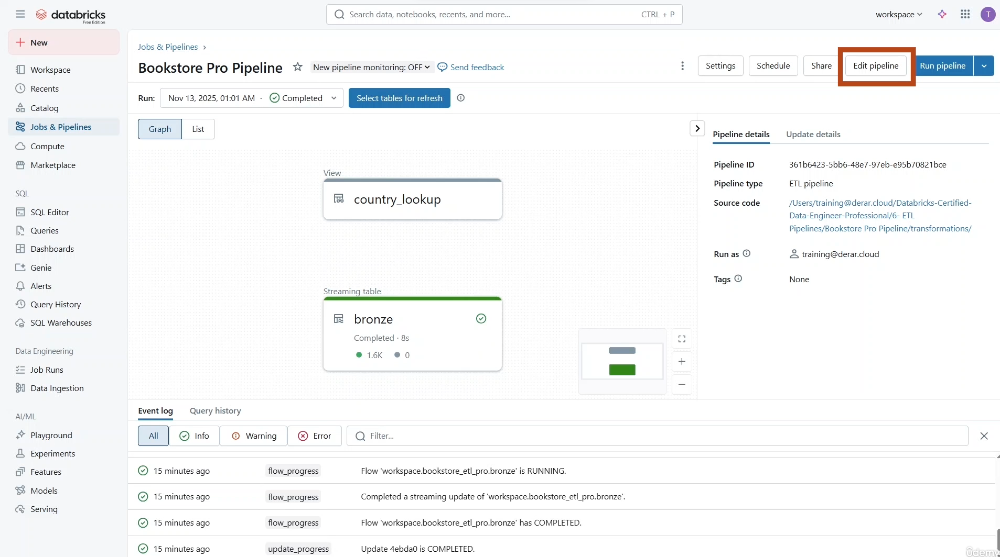 databricks
Free Edition
Search data, notebooks, recents, and more...
CTRL + P
workspace
T
New
Workspace
Recents
Catalog
Jobs & Pipelines
Compute
Marketplace
SQL
SQL Editor
Queries
Dashboards
Genie
Alerts
Query History
SQL Warehouses
Data Engineering
Job Runs
Data Ingestion
AI/ML
Playground
Experiments
Features
Models
Serving
Jobs & Pipelines ›
Bookstore Pro Pipeline
New pipeline monitoring: OFF
Send feedback
Settings
Schedule
Share
Edit pipeline
Run pipeline
Run:
Nov 13, 2025, 01:01 AM · Completed
Select tables for refresh
Graph
List
View
country_lookup
Streaming table
bronze
Completed · 8s
1.6K
0
Pipeline details
Update details
Pipeline ID
361b6423-5bb6-48e7-97eb-e95b70821bce
Pipeline type
ETL pipeline
Source code
/Users/training@derar.cloud/Databricks-Certified-
Data-Engineer-Professional/6- ETL
Pipelines/Bookstore Pro Pipeline/transformations/
Run as
training@derar.cloud
Tags
None
Event log
Query history
All
Info
Warning
Error
Filter...
15 minutes ago flow_progress Flow 'workspace.bookstore_etl_pro.bronze' is RUNNING.
15 minutes ago flow_progress Completed a streaming update of 'workspace.bookstore_etl_pro.bronze'.
15 minutes ago flow_progress Flow 'workspace.bookstore_etl_pro.bronze' has COMPLETED.
15 minutes ago update_progress Update 4ebda0 is COMPLETED.
ûdemy